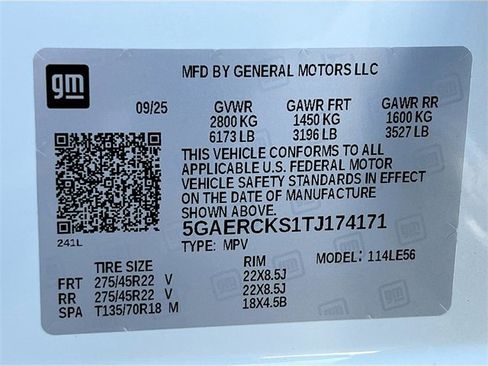 gm
MFD BY GENERAL MOTORS LLC
09/25 GVWR GAWR FRT GAWR RR
2800 KG 1450 KG 1600 KG
6173 LB 3196 LB 3527 LB
THIS VEHICLE CONFORMS TO ALL
APPLICABLE U.S. FEDERAL MOTOR
VEHICLE SAFETY STANDARDS IN EFFECT
ON THE DATE OF MANUFACTURE
SHOWN ABOVE.
5GAERCKS1TJ174171
241L
TYPE: MPV MODEL: 114LE56
TIRE SIZE RIM
FRT 275/45R22 V 22X8.5J
RR 275/45R22 V 22X8.5J
SPA T135/70R18 M 18X4.5B